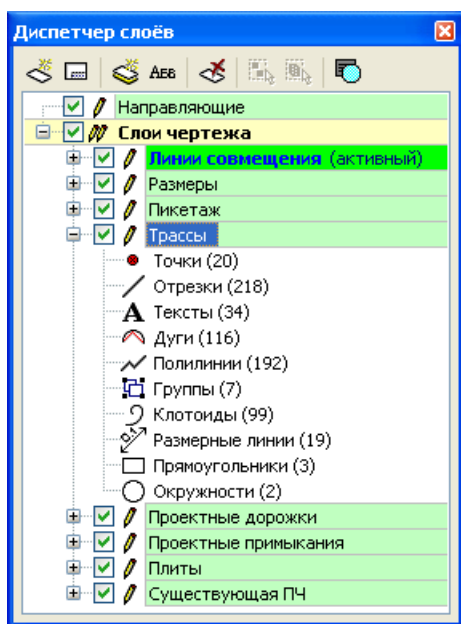 Диспетчер слоёв
АБВ
Направляющие
Слои чертежа
Линии совмещения (активный)
Размеры
Пикетаж
Трассы
Точки (20)
Отрезки (218)
A Тексты (34)
Дуги (116)
Полилинии (192)
Группы (7)
Клотоиды (99)
Размерные линии (19)
Прямоугольники (3)
Окружности (2)
Проектные дорожки
Проектные примыкания
Плиты
Существующая ПЧ